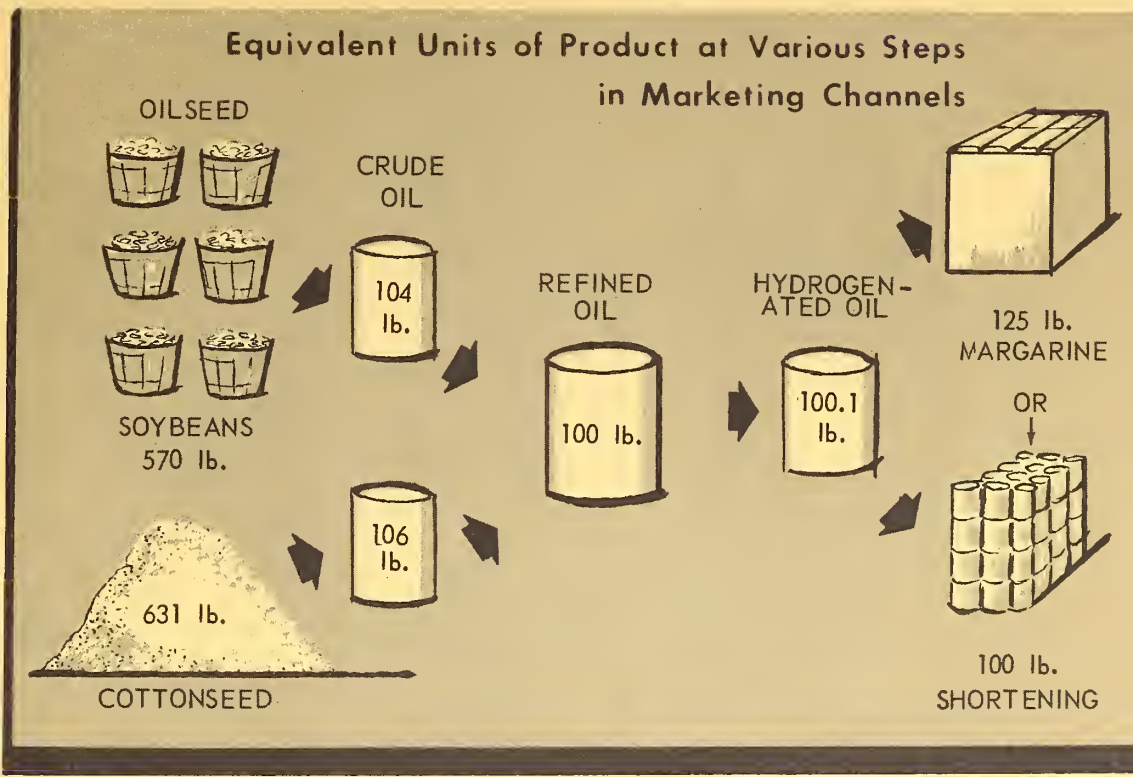 Equivalent Units of Product at Various Steps
in Marketing Channels
OILSEED
SOYBEANS
570 lb.
631 lb.
COTTONSEED
CRUDE
OIL
104
lb.
106
lb.
REFINED
OIL
100 lb.
HYDROGEN-
ATED OIL
100.1
lb.
125 lb.
MARGARINE
OR
100 lb.
SHORTENING